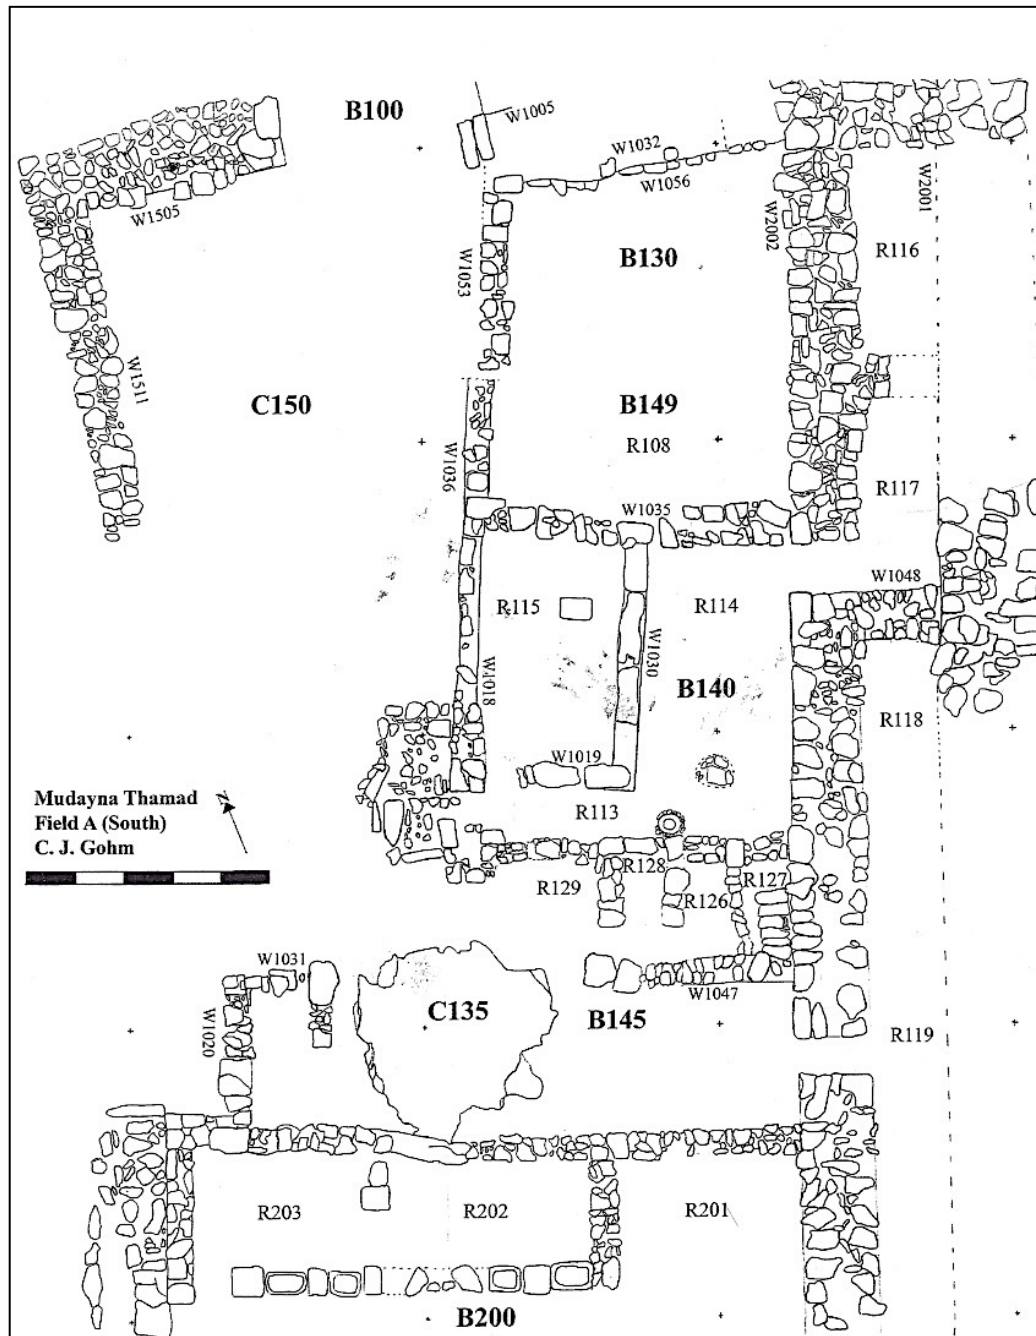 B100
W1005
W1032
W1056
W1505
W2002
W2001
R116
B130
W1053
W1511
C150
B149
R108
W1036
R117
W1035
W1048
R115
R114
W1030
B140
W1018
R118
W1019
Mudayna Thamad
Field A (South)
C. J. Gohm
N
R113
R128
R127
R129
R126
W1031
C135
B145
W1047
W1020
R119
R203
R202
R201
B200